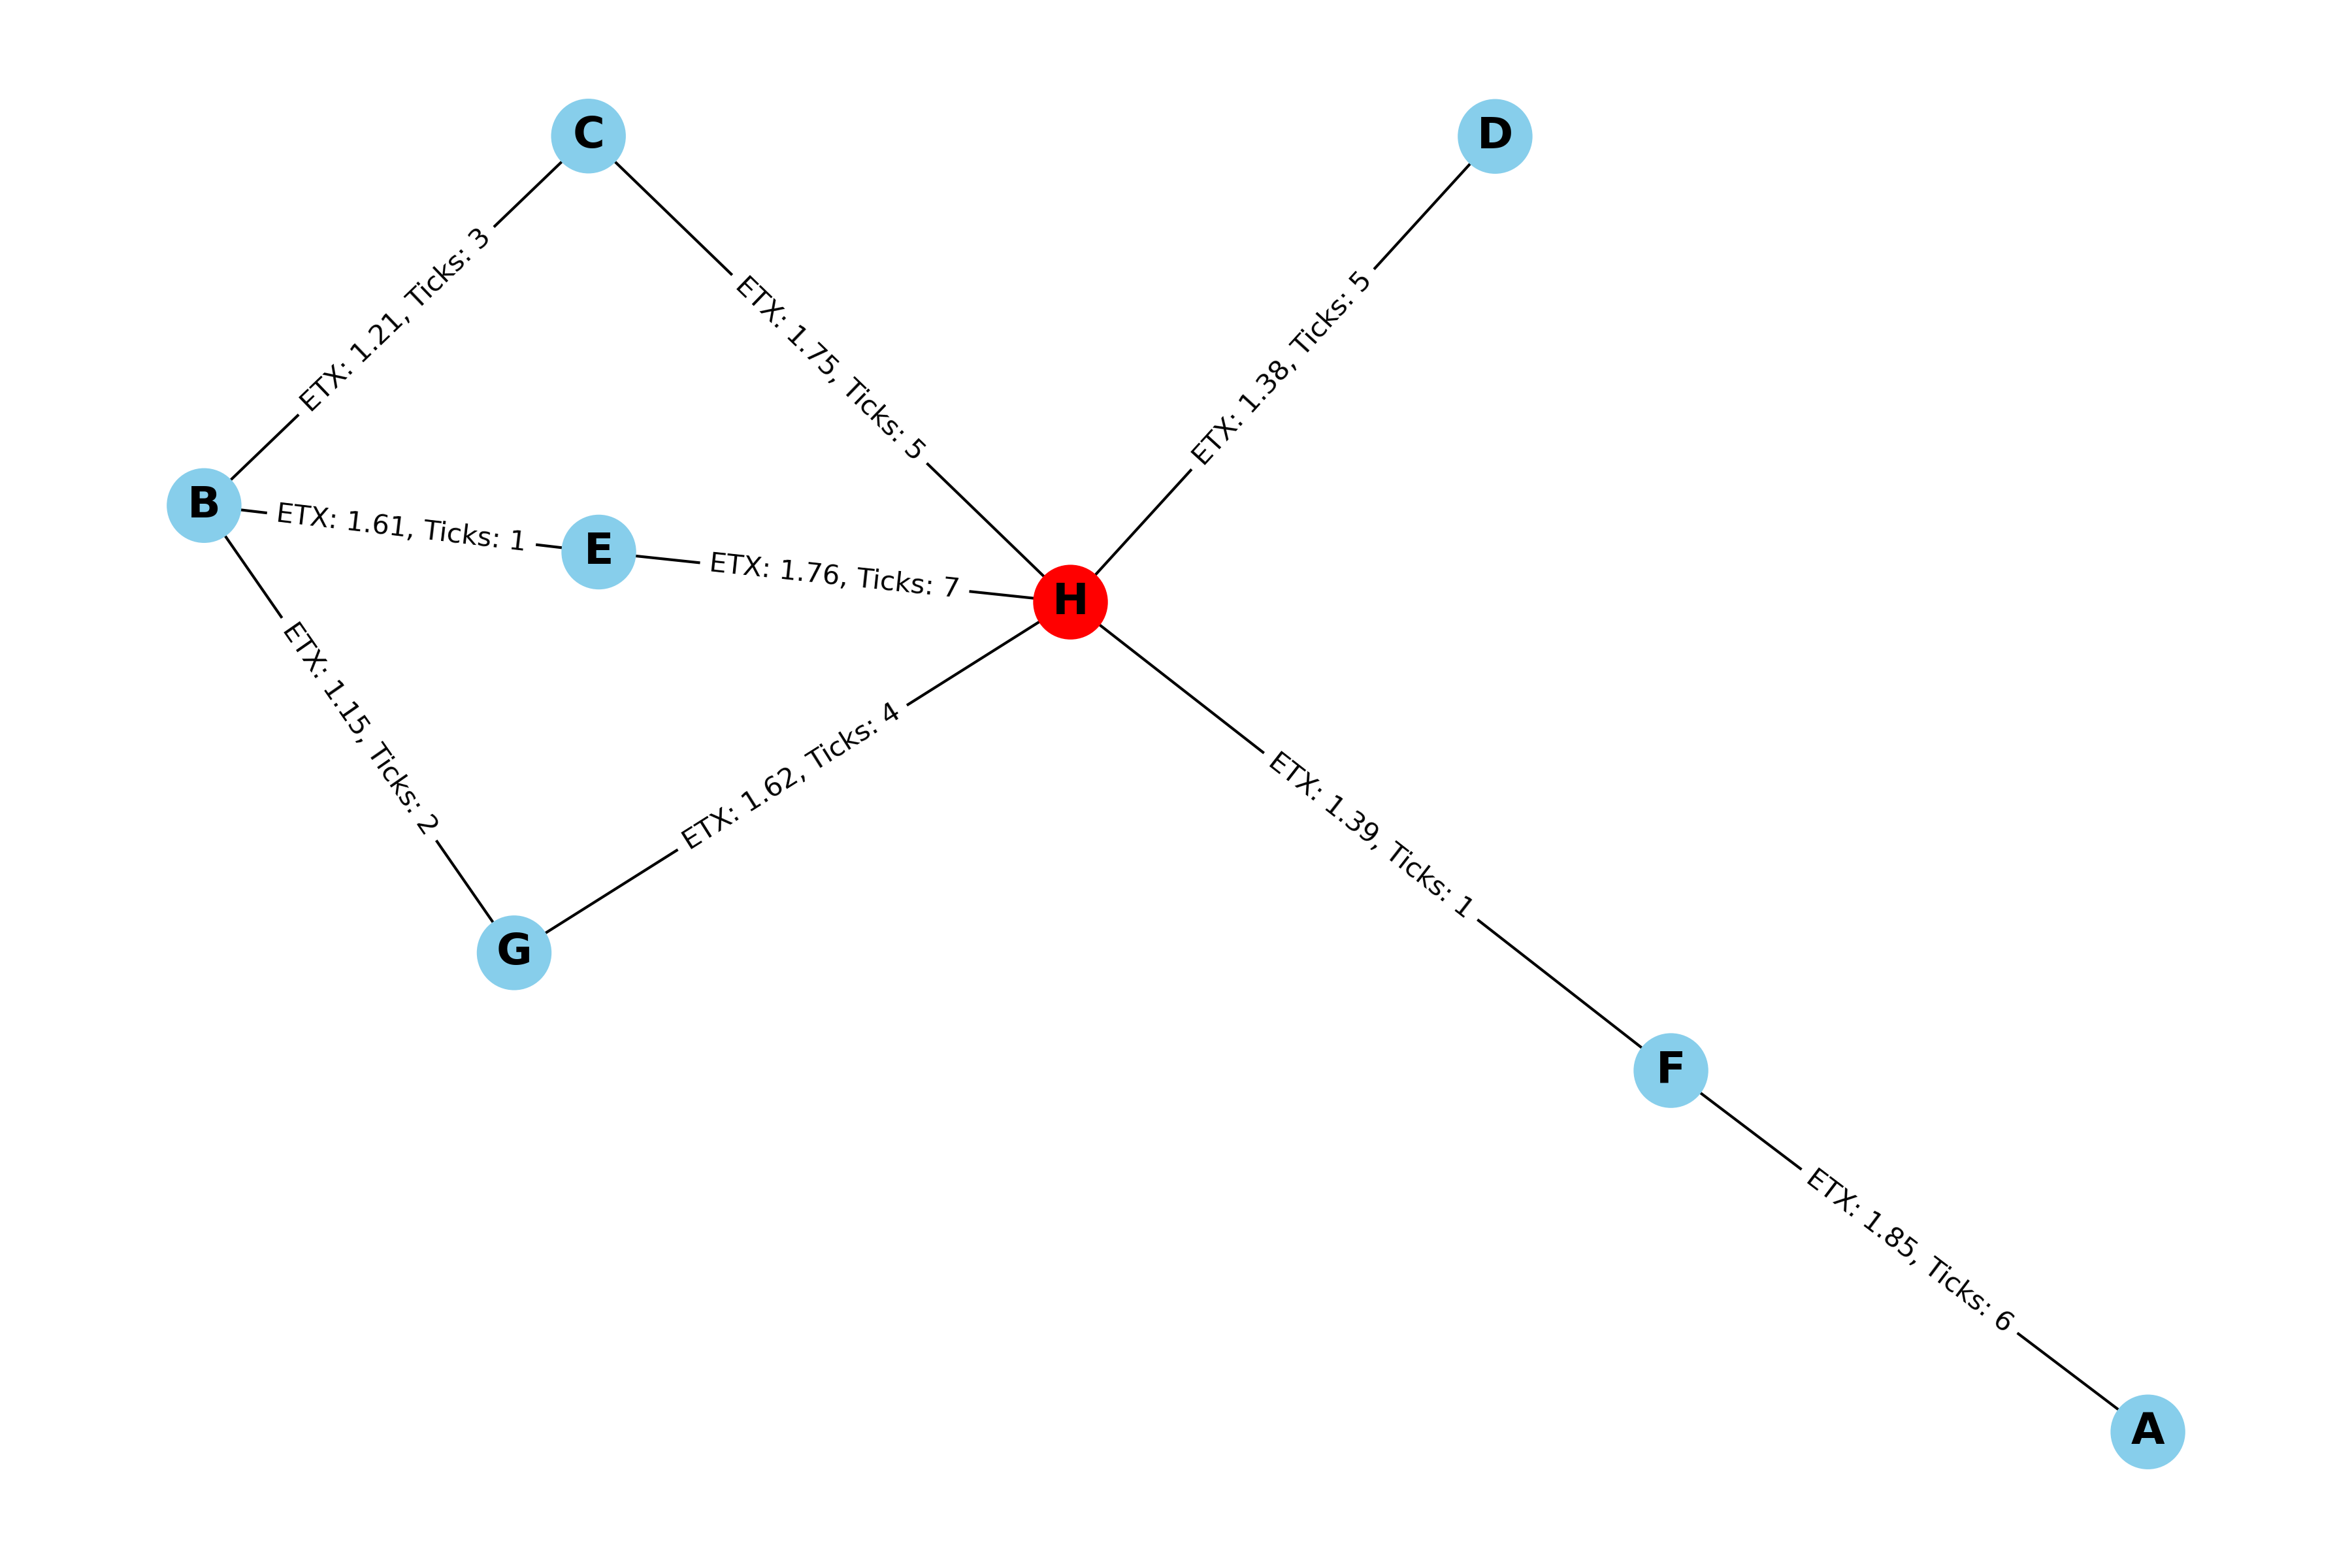 C
D
ETX: 1.21, Ticks: 3
ETX: 1.75, Ticks: 5
ETX: 1.38, Ticks: 5
B
ETX: 1.61, Ticks: 1
E
ETX: 1.76, Ticks: 7
H
ETX: 1.15, Ticks: 2
ETX: 1.62, Ticks: 4
ETX: 1.39, Ticks: 1
G
F
ETX: 1.85, Ticks: 6
A